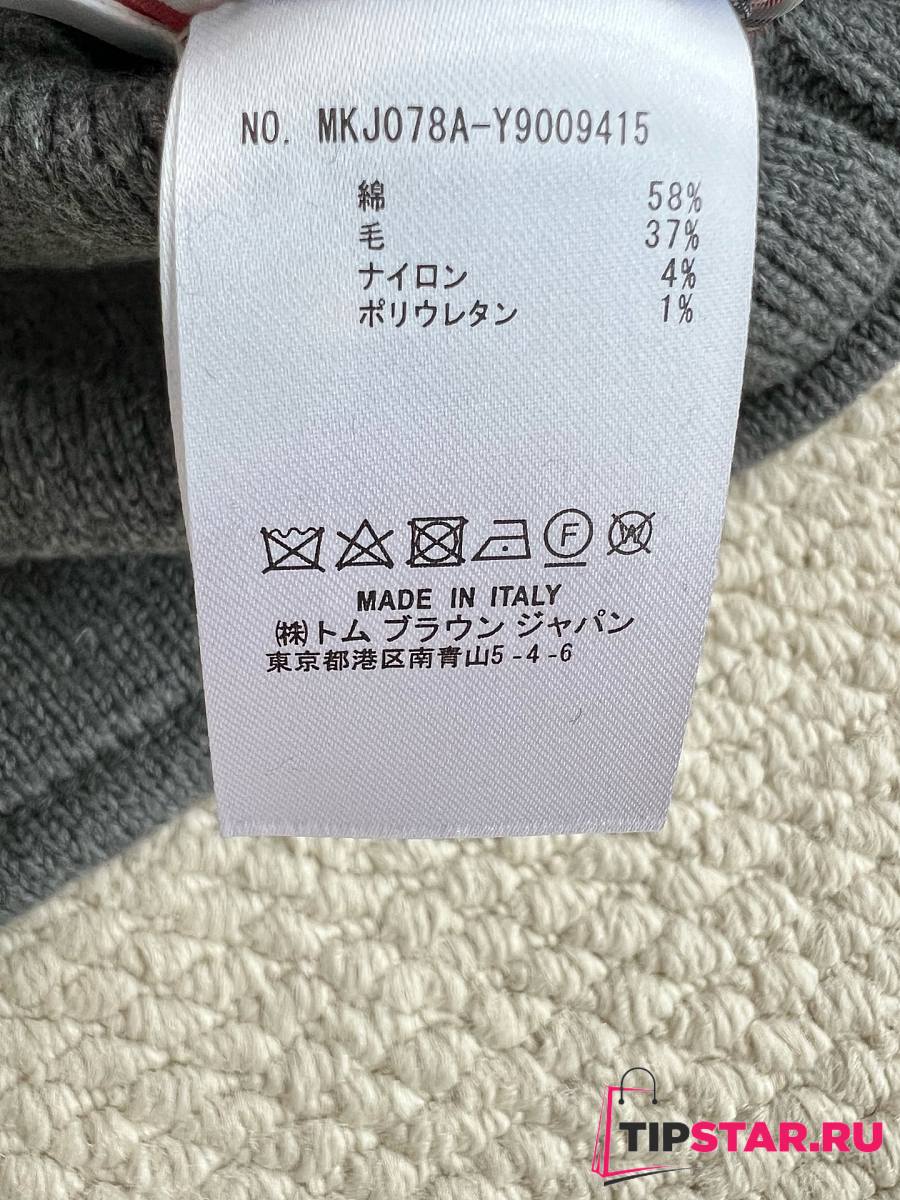 NO. MKJ078A-Y9009415
綿 58%
毛 37%
ナイロン 4%
ポリウレタン 1%
F W
MADE IN ITALY
㈱トム ブラウン ジャパン
東京都港区南青山5-4-6
TIPSTAR.RU